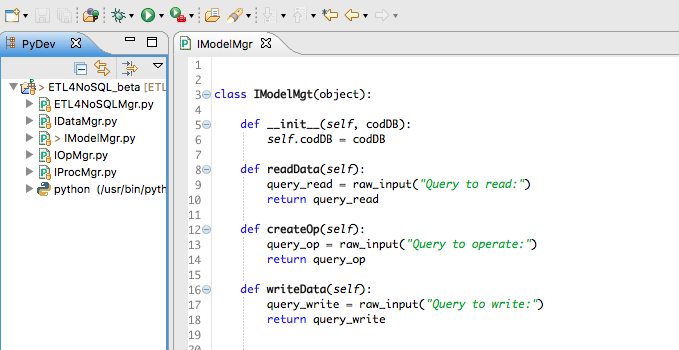 PyDev
> ETL4NoSQL_beta [ETL
ETL4NoSQLMgr.py
IDataMgr.py
> IModelMgr.py
IOpMgr.py
IProcMgr.py
python (/usr/bin/pyth
IModelMgr
1
2
3 class IModelMgt(object):
4
5 def __init__(self, codDB):
6 self.codDB = codDB
7
8 def readData(self):
9 query_read = raw_input("Query to read:")
10 return query_read
11
12 def createOp(self):
13 query_op = raw_input("Query to operate:")
14 return query_op
15
16 def writeData(self):
17 query_write = raw_input("Query to write:")
18 return query_write
19
20